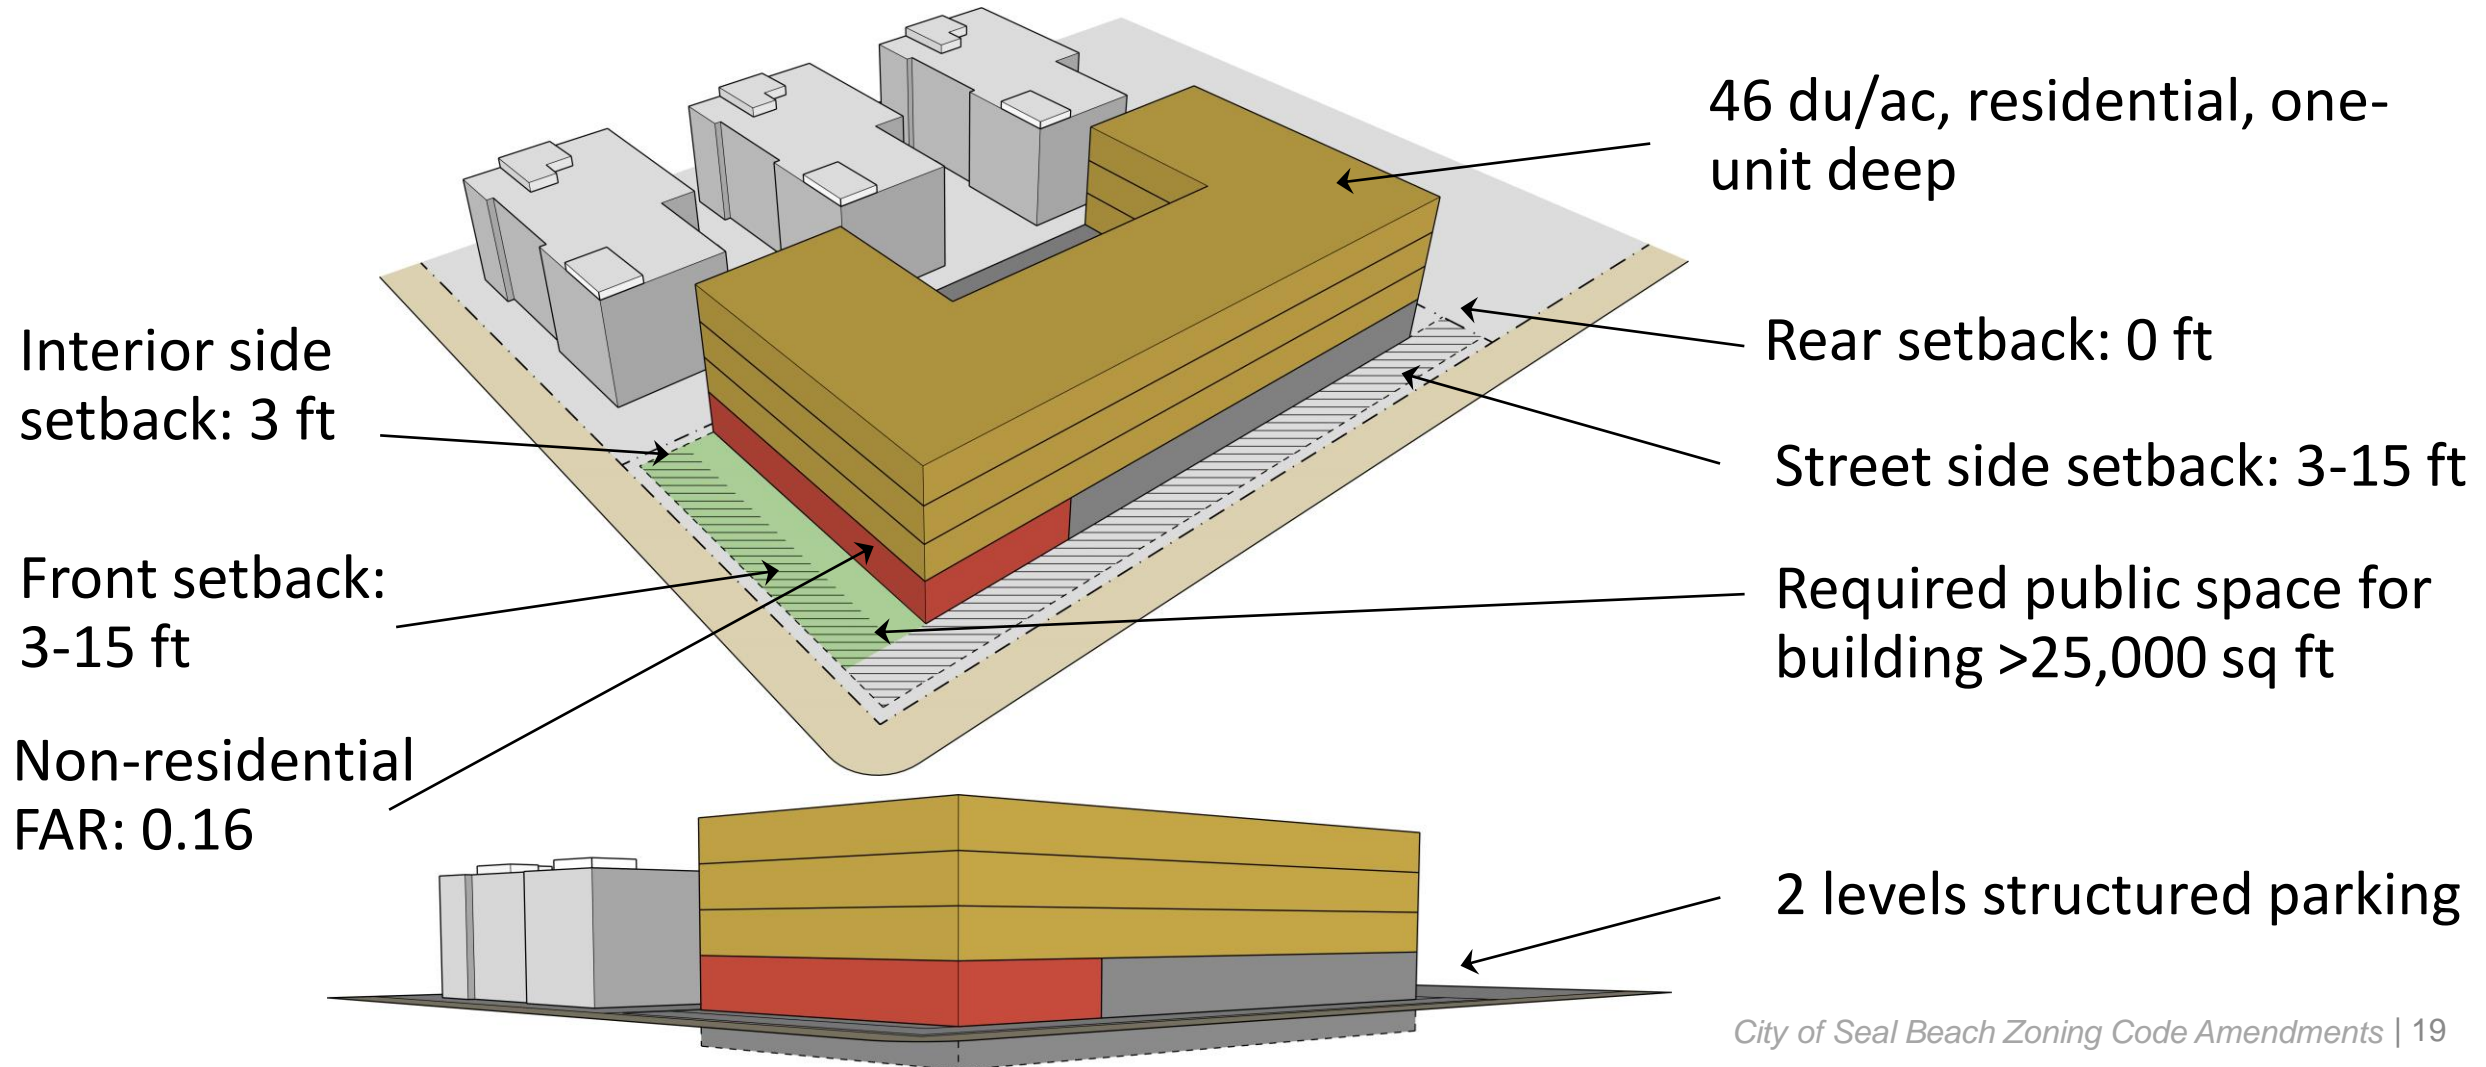 46 du/ac, residential, one-
unit deep
Interior side
setback: 3 ft
Rear setback: 0 ft
Street side setback: 3-15 ft
Front setback:
3-15 ft
Required public space for
building >25,000 sq ft
Non-residential
FAR: 0.16
2 levels structured parking
City of Seal Beach Zoning Code Amendments | 19